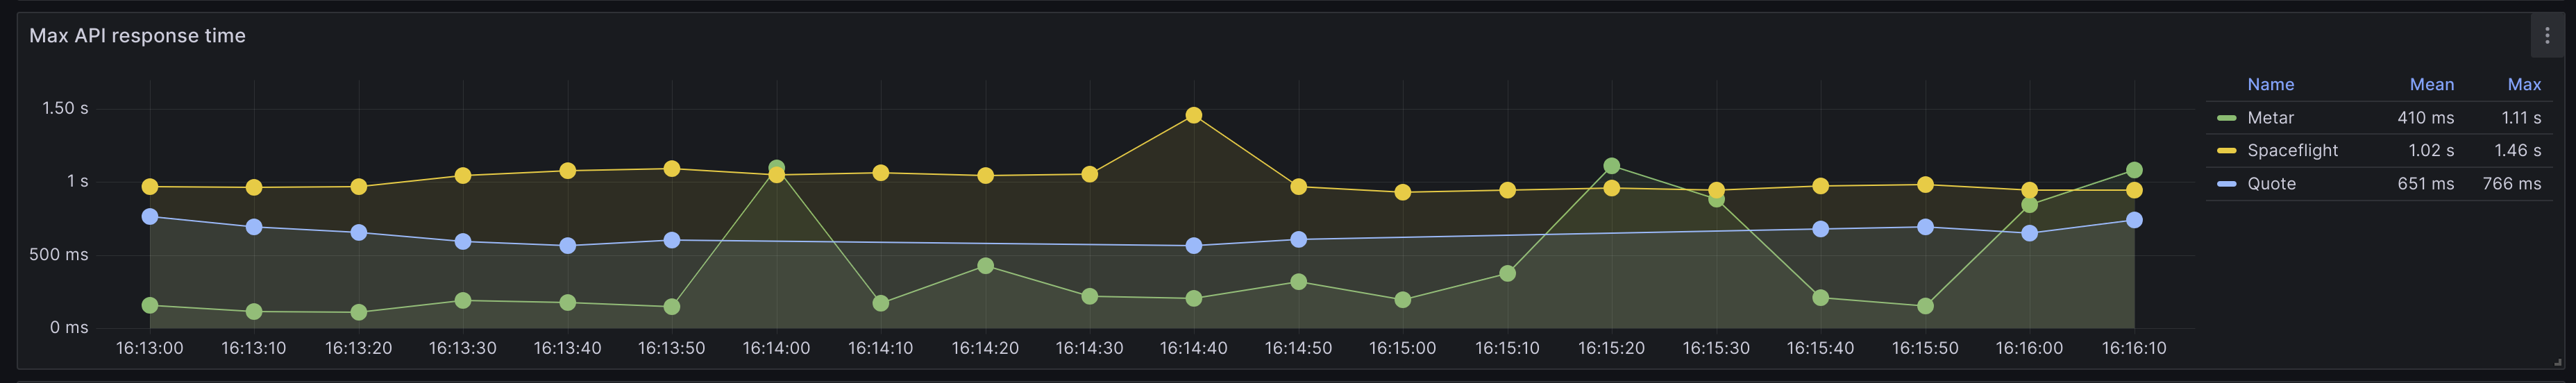 Max API response time
Name Mean Max
1.50 s
Metar 410 ms 1.11 s
Spaceflight 1.02 s 1.46 s
1 s
Quote 651 ms 766 ms
500 ms
0 ms
16:13:00 16:13:10 16:13:20 16:13:30 16:13:40 16:13:50 16:14:00 16:14:10 16:14:20 16:14:30 16:14:40 16:14:50 16:15:00 16:15:10 16:15:20 16:15:30 16:15:40 16:15:50 16:16:00 16:16:10